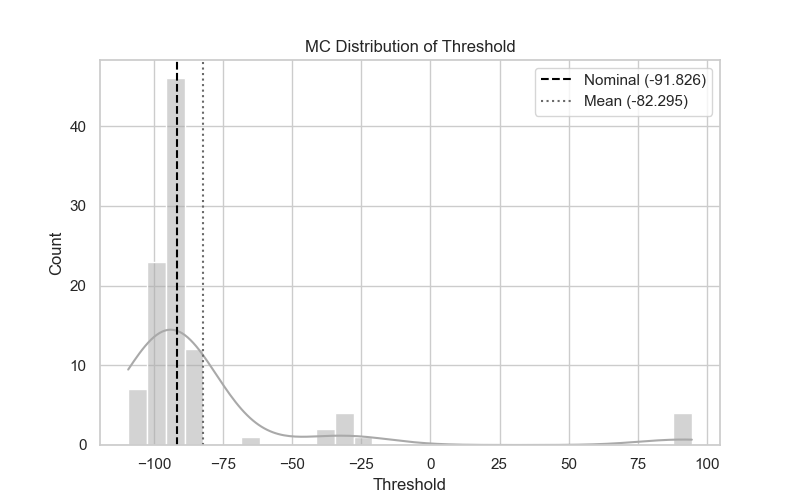 MC Distribution of Threshold
Nominal (-91.826)
Mean (-82.295)
Count
40
30
20
10
0
−100
−75
−50
−25
0
25
50
75
100
Threshold